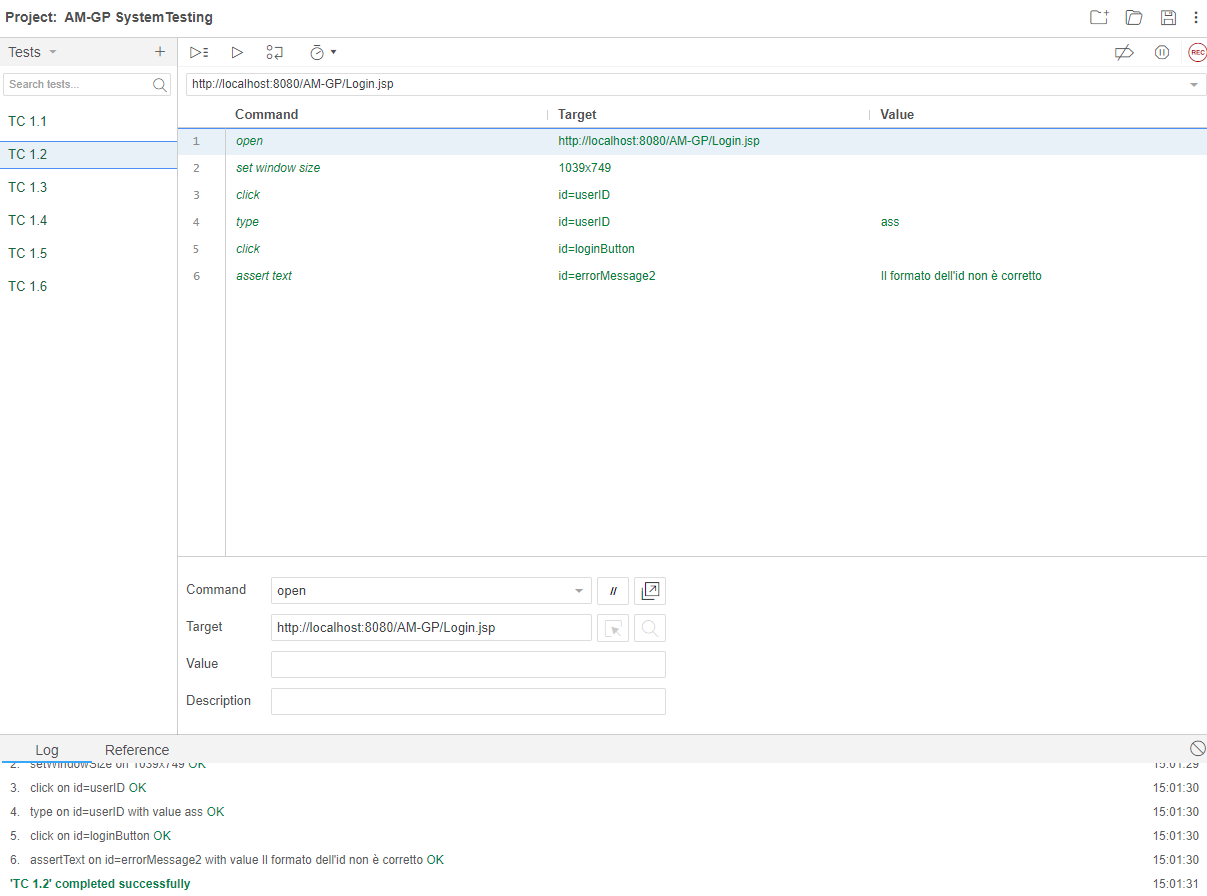 Project: AM-GP SystemTesting
Tests
Search tests...
TC 1.1
TC 1.2
TC 1.3
TC 1.4
TC 1.5
TC 1.6
REC
http://localhost:8080/AM-GP/Login.jsp
Command Target Value
1 open http://localhost:8080/AM-GP/Login.jsp
2 set window size 1039x749
3 click id=userID
4 type id=userID ass
5 click id=loginButton
6 assert text id=errorMessage2 Il formato dell'id non è corretto
Command open //
Target http://localhost:8080/AM-GP/Login.jsp
Value
Description
Log Reference
2. setWindowSize on 1039x749 OK 15:01:29
3. click on id=userID OK 15:01:30
4. type on id=userID with value ass OK 15:01:30
5. click on id=loginButton OK 15:01:30
6. assertText on id=errorMessage2 with value Il formato dell'id non è corretto OK 15:01:30
'TC 1.2' completed successfully 15:01:31